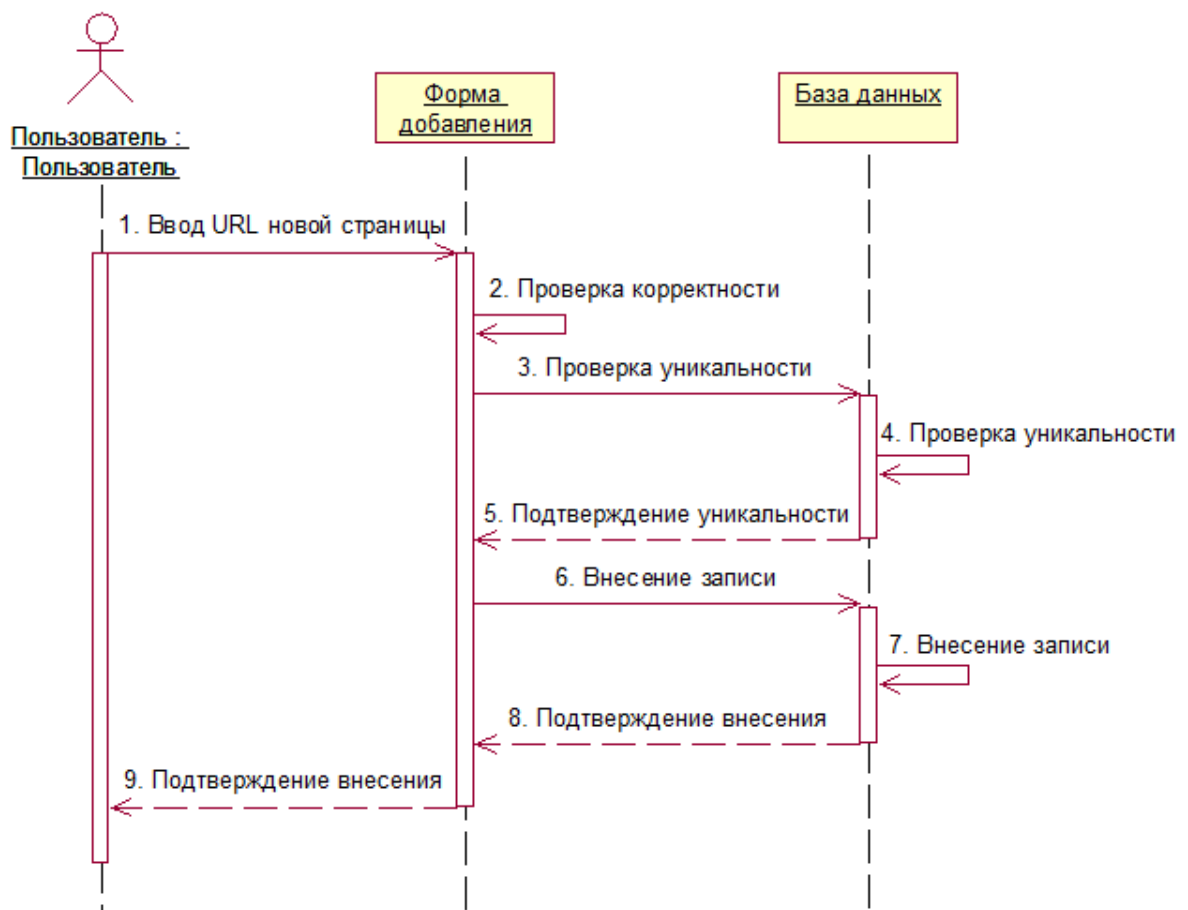 Форма
добавления
База данных
Пользователь :
Пользователь
1. Ввод URL новой страницы
2. Проверка корректности
3. Проверка уникальности
4. Проверка уникальности
5. Подтверждение уникальности
6. Внесение записи
7. Внесение записи
8. Подтверждение внесения
9. Подтверждение внесения